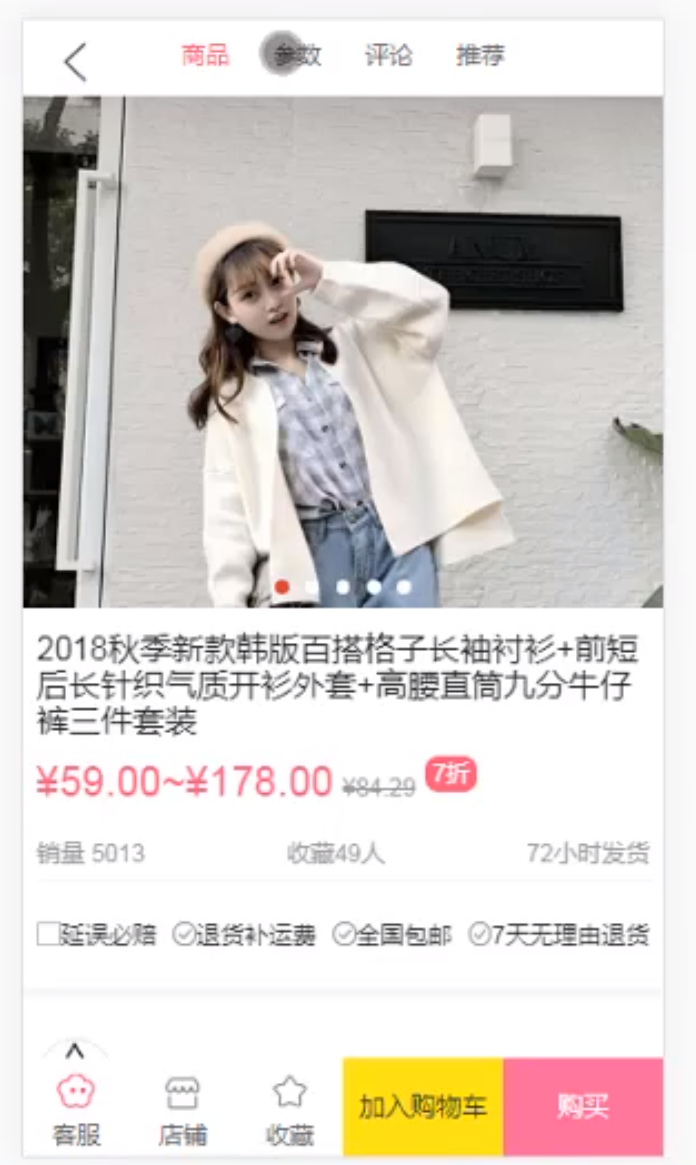 商品 参数 评论 推荐
2018秋季新款韩版百搭格子长袖衬衫+前短
后长针织气质开衫外套+高腰直筒九分牛仔
裤三件套装
¥59.00~¥178.00 ¥84.29 7折
销量 5013 收藏49人 72小时发货
延误必赔 退货补运费 全国包邮 7天无理由退货
加入购物车 购买
客服 店铺 收藏